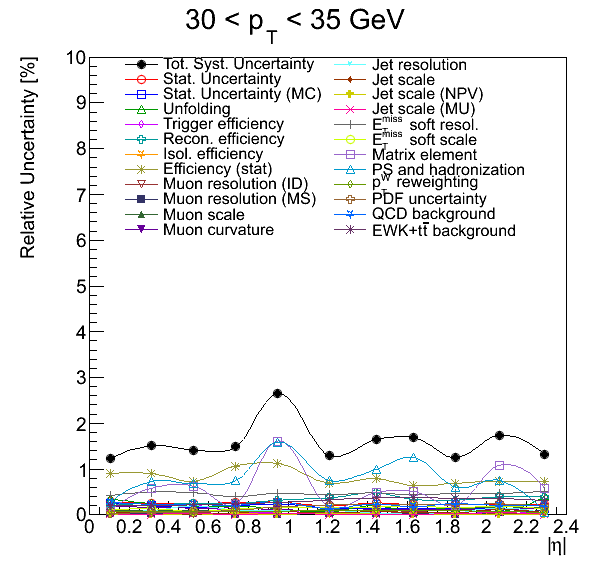 30 < p_T < 35 GeV
Relative Uncertainty [%]
10
9
8
7
6
5
4
3
2
1
0
Tot. Syst. Uncertainty
Stat. Uncertainty
Stat. Uncertainty (MC)
Unfolding
Trigger efficiency
Recon. efficiency
Isol. efficiency
Efficiency (stat)
Muon resolution (ID)
Muon resolution (MS)
Muon scale
Muon curvature
Jet resolution
Jet scale
Jet scale (NPV)
Jet scale (MU)
E_T^miss soft resol.
E_T^miss soft scale
Matrix element
PS and hadronization
p_T^W reweighting
PDF uncertainty
QCD background
EWK+tt̄ background
0 0.2 0.4 0.6 0.8 1 1.2 1.4 1.6 1.8 2 2.2 2.4
|η|